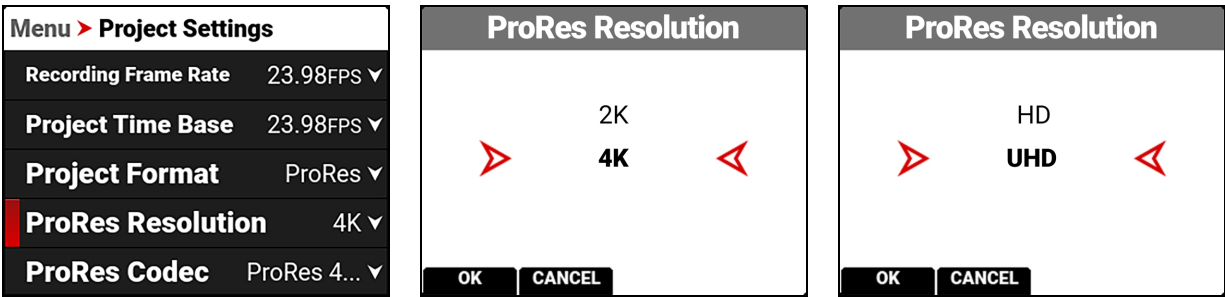 Menu ➤ Project Settings
Recording Frame Rate 23.98FPS
Project Time Base 23.98FPS
Project Format ProRes
ProRes Resolution 4K
ProRes Codec ProRes 4...
ProRes Resolution
2K
4K
OK CANCEL
ProRes Resolution
HD
UHD
OK CANCEL